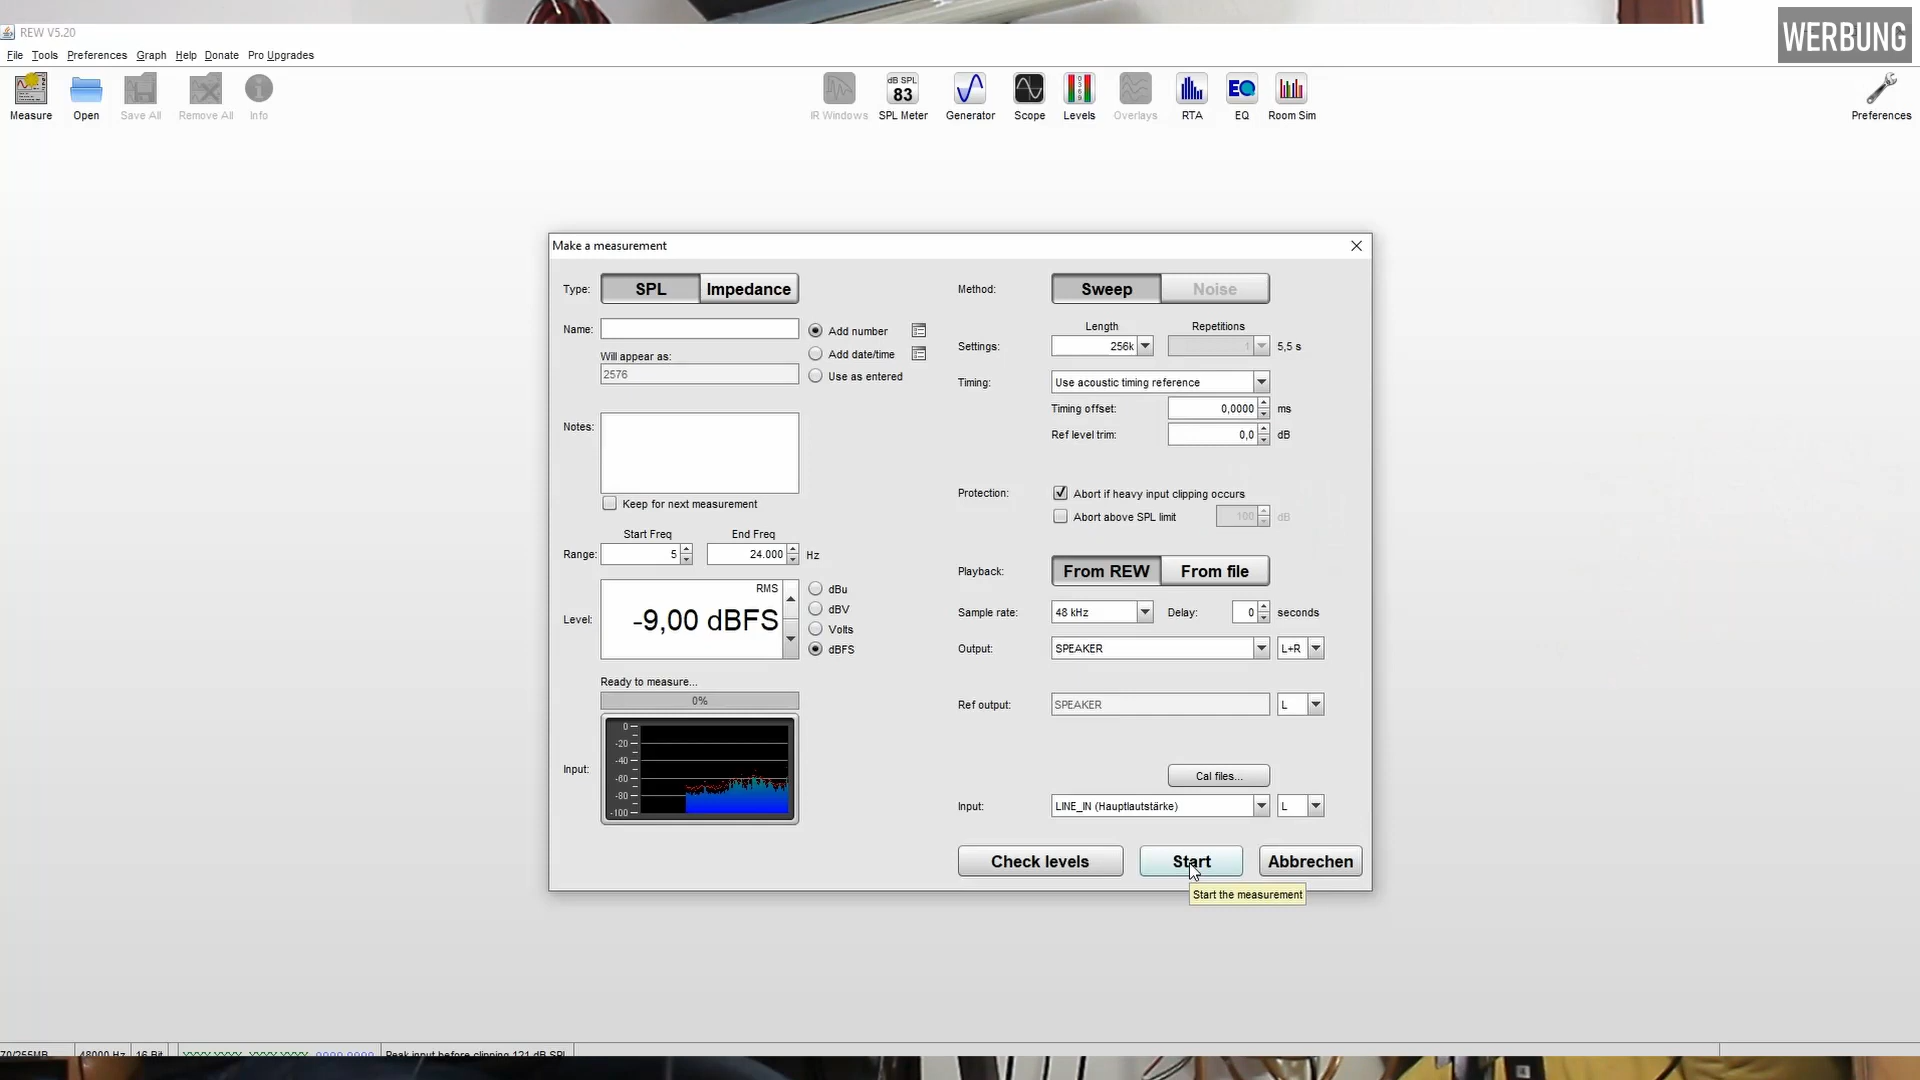 WERBUNG
REW V5.20
File Tools Preferences Graph Help Donate Pro Upgrades
Measure Open Save All Remove All Info
dB SPL
83
IR Windows SPL Meter Generator Scope Levels Overlays RTA EQ Room Sim
Preferences
Make a measurement
Type: SPL Impedance
Name:
Add number
Will appear as:
Add date/time
2576
Use as entered
Notes:
Keep for next measurement
Start Freq End Freq
Range: 5 24.000 Hz
RMS
Level: -9,00 dBFS
dBu
dBV
Volts
dBFS
Ready to measure...
0%
Input:
0
-20
-40
-60
-80
-100
Method: Sweep Noise
Length Repetitions
Settings: 256k 1 5,5 s
Timing: Use acoustic timing reference
Timing offset: 0,0000 ms
Ref level trim: 0,0 dB
Protection: Abort if heavy input clipping occurs
Abort above SPL limit 100 dB
Playback: From REW From file
Sample rate: 48 kHz Delay: 0 seconds
Output: SPEAKER L+R
Ref output: SPEAKER L
Cal files...
Input: LINE_IN (Hauptlautstärke) L
Check levels Start Abbrechen
Start the measurement
70/255MB 48000 Hz 16 Bit Peak input before clipping 121 dB SPL